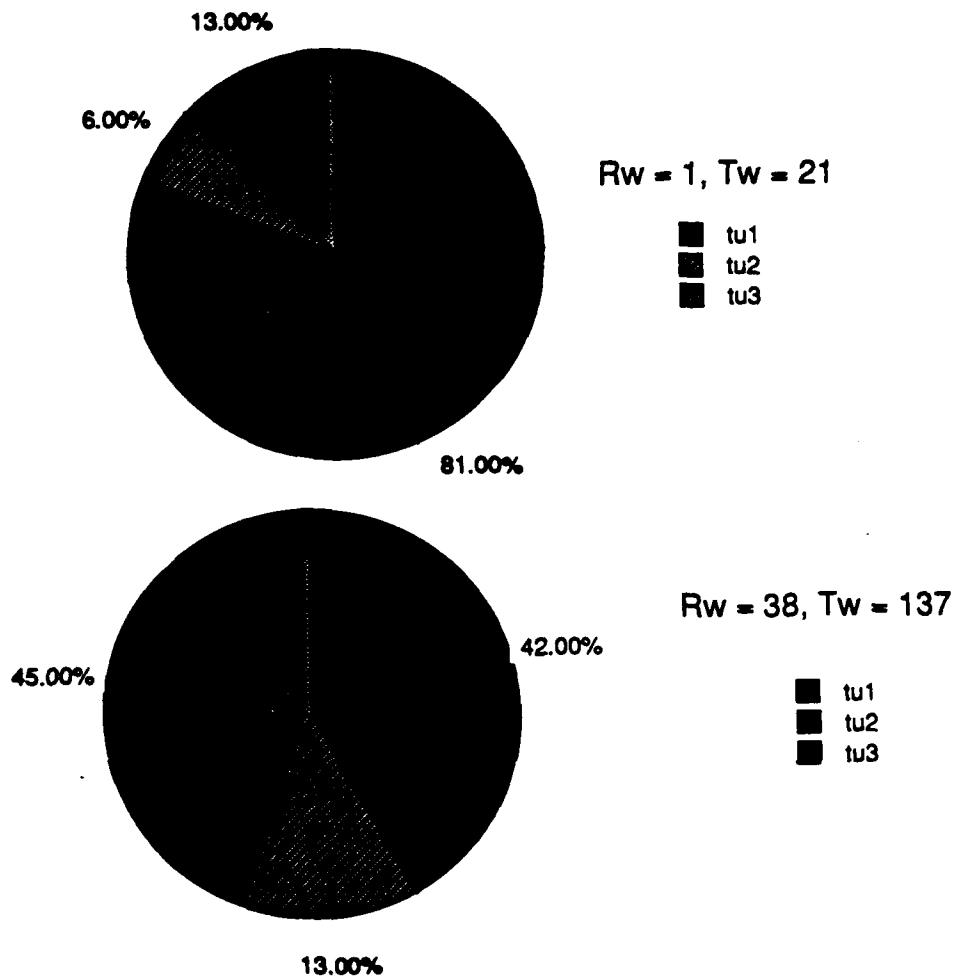 13.00%
6.00%
Rw = 1, Tw = 21
tu1
tu2
tu3
81.00%
Rw = 38, Tw = 137
42.00%
45.00%
tu1
tu2
tu3
13.00%